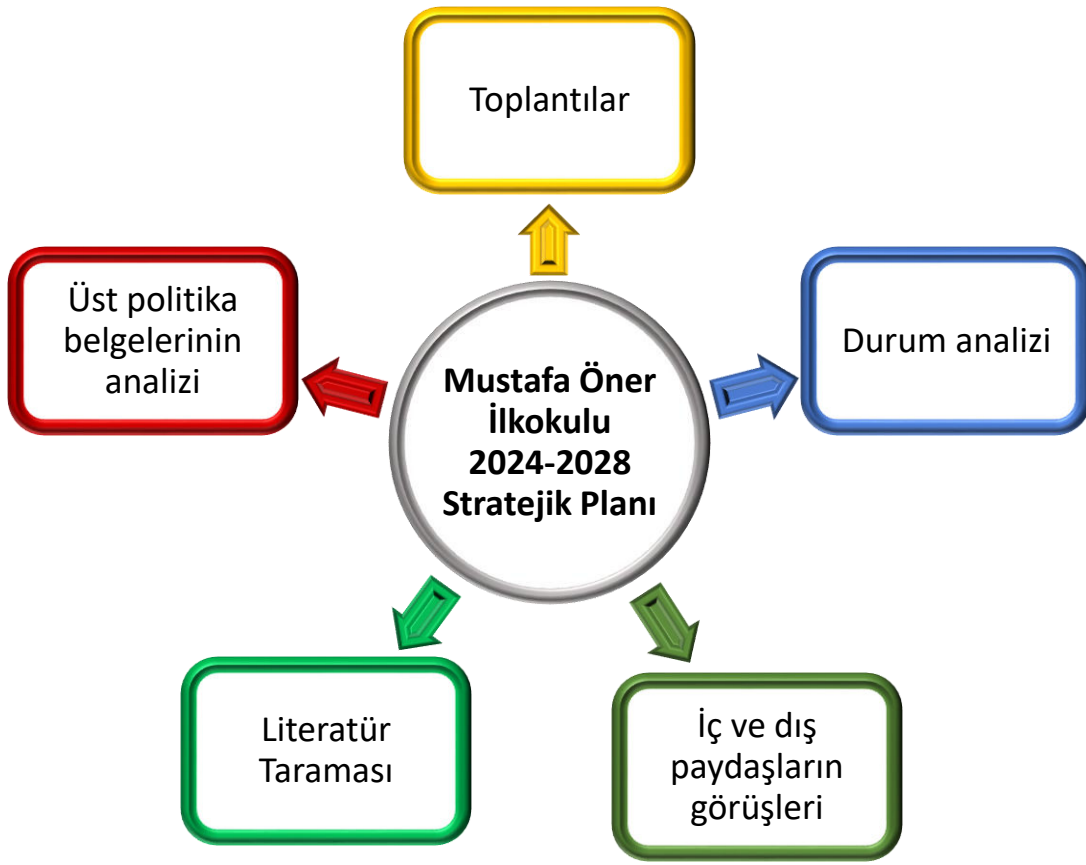 Toplantılar
Üst politika
belgelerinin
analizi
Durum analizi
Mustafa Öner
İlkokulu
2024-2028
Stratejik Planı
Literatür
Taraması
İç ve dış
paydaşların
görüşleri